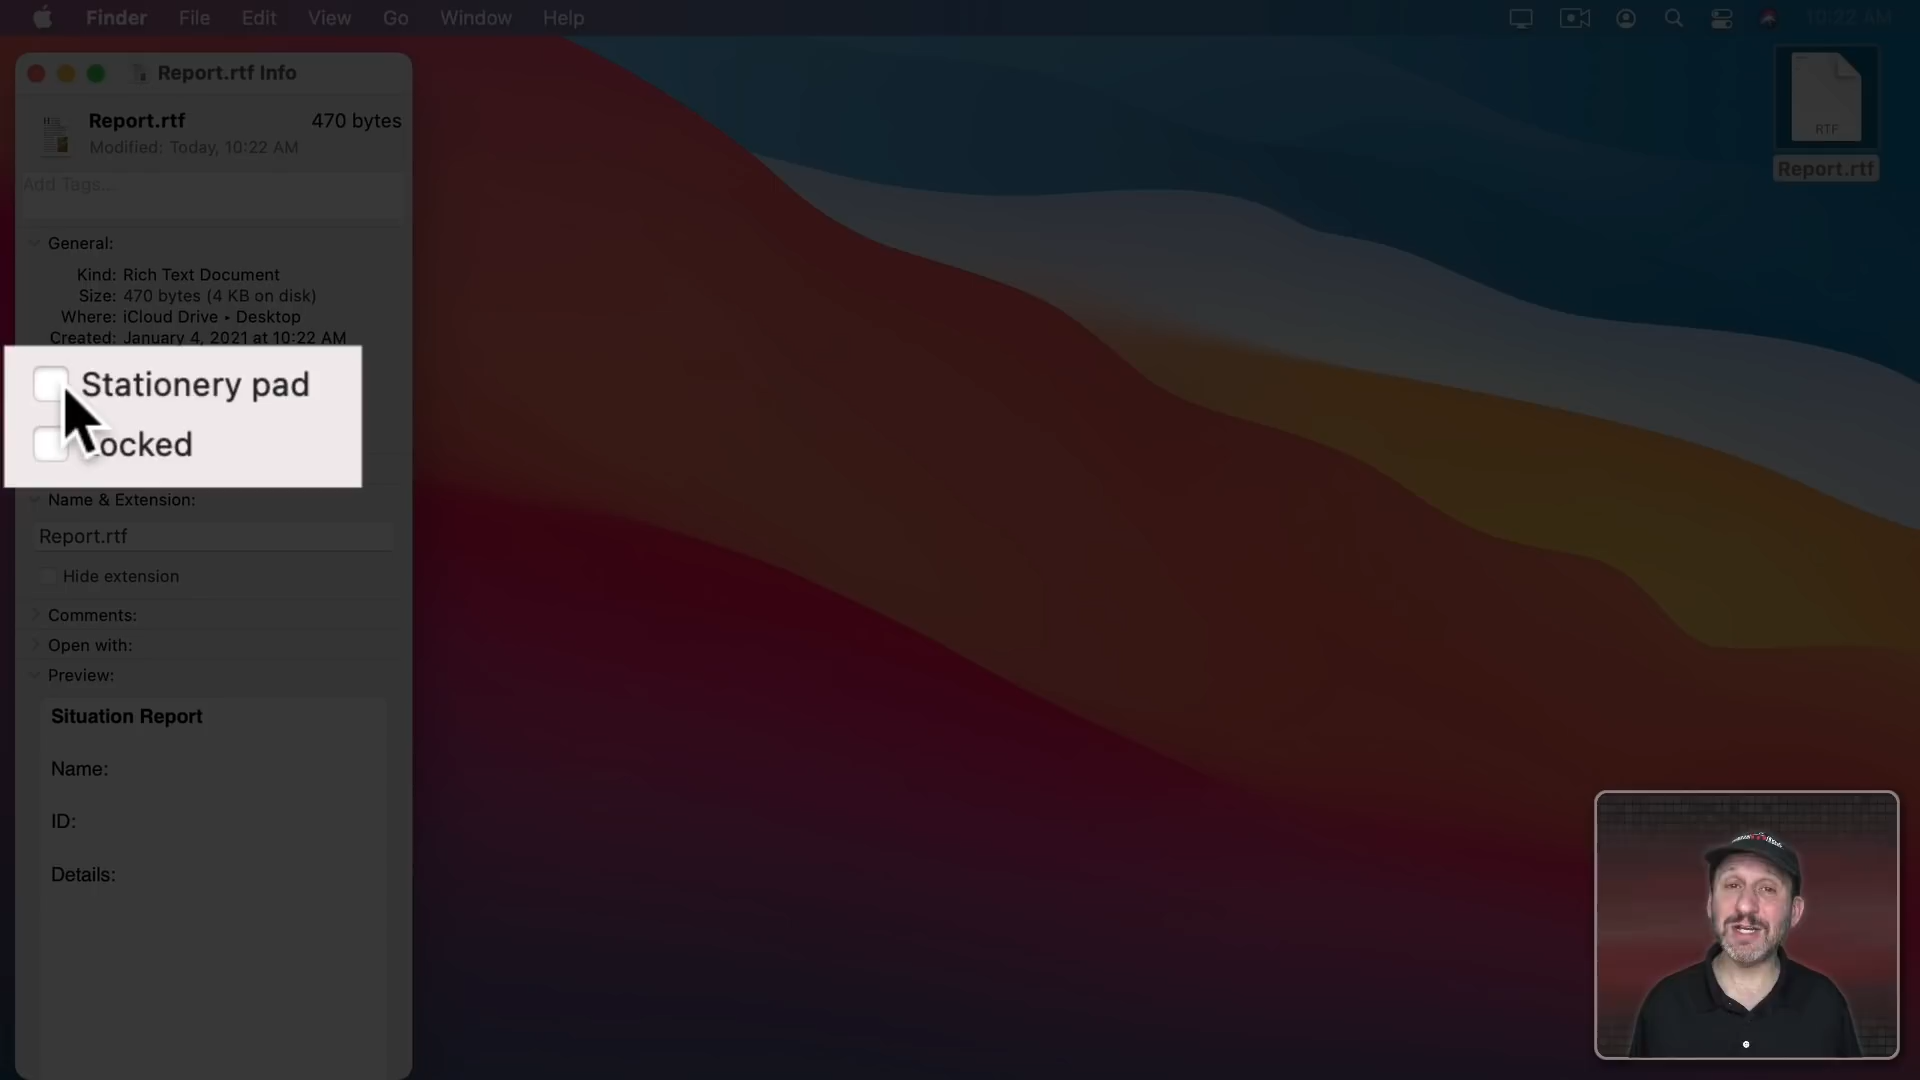 Finder File Edit View Go Window Help 10:22 AM
Report.rtf Info
Report.rtf 470 bytes
Modified: Today, 10:22 AM
Add Tags...
General:
Kind: Rich Text Document
Size: 470 bytes (4 KB on disk)
Where: iCloud Drive • Desktop
Created: January 4, 2021 at 10:22 AM
Stationery pad
ocked
Name & Extension:
Report.rtf
Hide extension
Comments:
Open with:
Preview:
Situation Report
Name:
ID:
Details:
RTF
Report.rtf